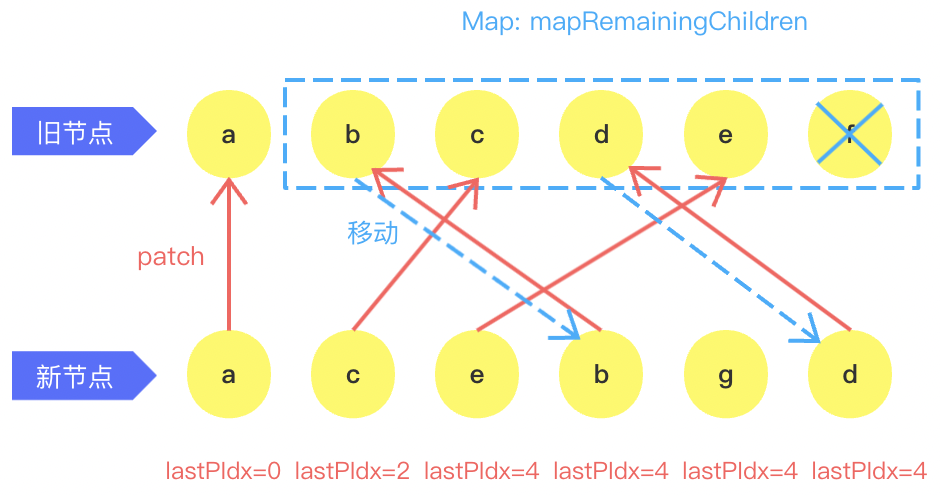 Map: mapRemainingChildren
旧节点
a
b
c
d
e
f
移动
patch
新节点
a
c
e
b
g
d
lastPIdx=0
lastPIdx=2
lastPIdx=4
lastPIdx=4
lastPIdx=4
lastPIdx=4